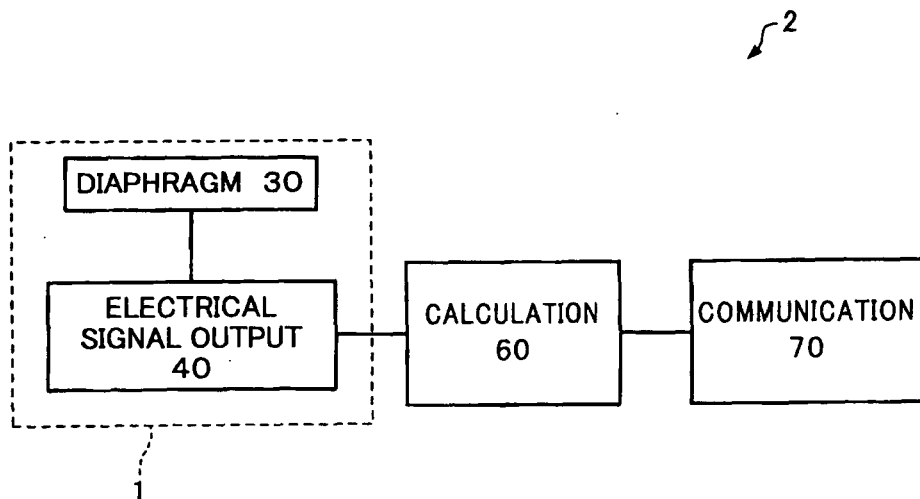 2
DIAPHRAGM 30
ELECTRICAL
SIGNAL OUTPUT
40
CALCULATION
60
COMMUNICATION
70
1